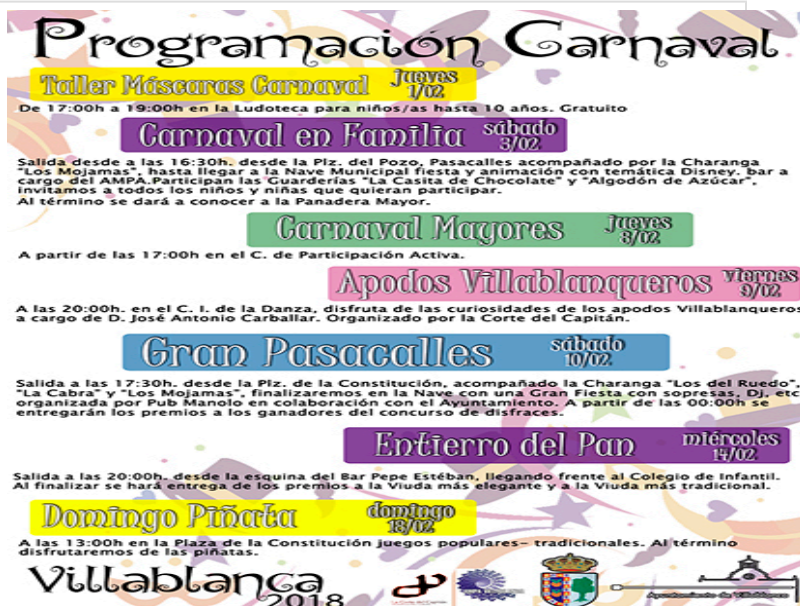 Programación Carnaval
Taller Máscaras Carnaval jueves 1/02
De 17:00h a 19:00h en la Ludoteca para niños/as hasta 10 años. Gratuito
Carnaval en Familia sábado 3/02
Salida desde a las 16:30h. desde la Plz. del Pozo, Pasacalles acompañado por la Charanga
"Los Mojamas", hasta llegar a la Nave Municipal fiesta y animación con temática Disney. bar a
cargo del AMPA.Participan las Guarderías "La Casita de Chocolate" y "Algodón de Azúcar",
invitamos a todos los niños y niñas que quieran participar.
Al término se dará a conocer a la Panadera Mayor.
Carnaval Mayores jueves 8/02
A partir de las 17:00h en el C. de Participación Activa.
Apodos Villablanqueros viernes 9/02
A las 20:00h. en el C. I. de la Danza, disfruta de las curiosidades de los apodos Villablanqueros
a cargo de D. José Antonio Carballar. Organizado por la Corte del Capitán.
Gran Pasacalles sábado 10/02
Salida a las 17:30h. desde la Plz. de la Constitución, acompañado la Charanga "Los del Ruedo",
"La Cabra" y "Los Mojamas", finalizaremos en la Nave con una Gran Fiesta con sopresas, Dj, etc
organizada por Pub Manolo en colaboración con el Ayuntamiento. A partir de las 00:00h se
entregarán los premios a los ganadores del concurso de disfraces.
Entierro del Pan miércoles 14/02
Salida a las 20:00h. desde la esquina del Bar Pepe Estéban, llegando frente al Colegio de Infantil.
Al finalizar se hará entrega de los premios a la Viuda más elegante y a la Viuda más tradicional.
Domingo Piñata domingo 18/02
A las 13:00h en la Plaza de la Constitución juegos populares- tradicionales. Al término
disfrutaremos de las piñatas.
Villablanca
2018
Ayuntamiento de Villablanca